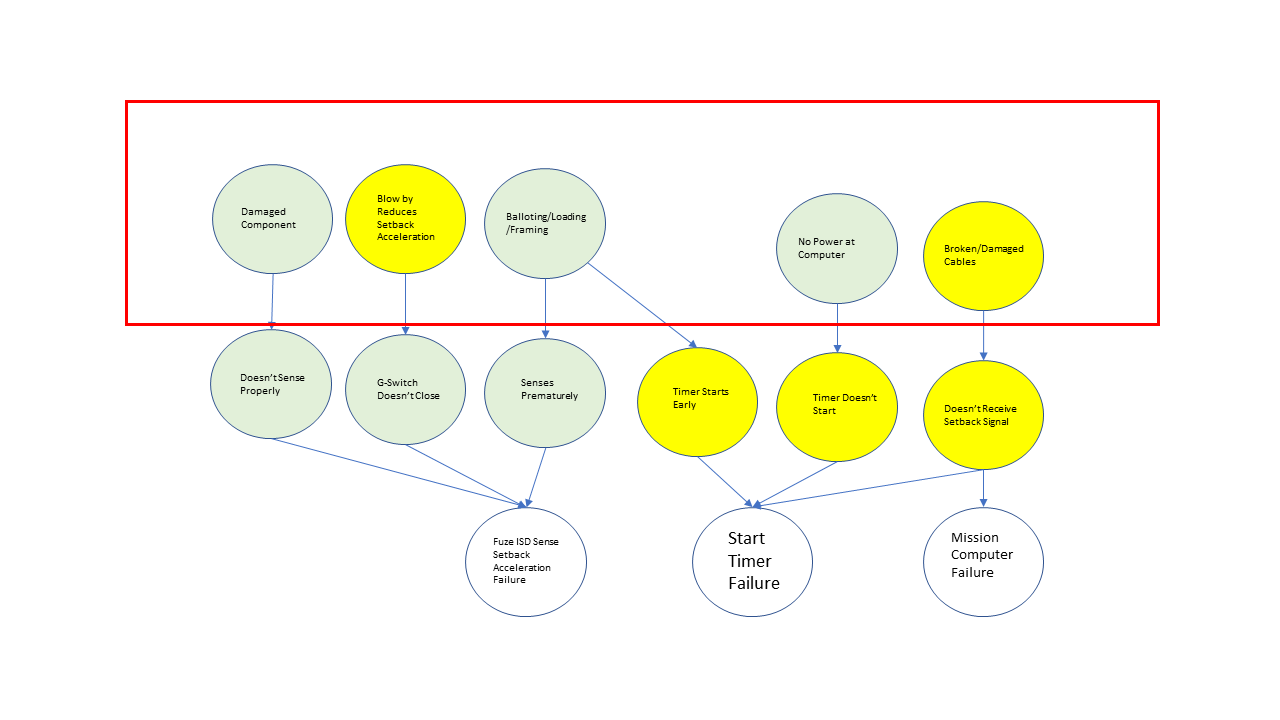 Damaged
Component
Blow by
Reduces
Setback
Acceleration
Balloting/Loading
/Framing
No Power at
Computer
Broken/Damaged
Cables
Doesn't Sense
Properly
G-Switch
Doesn't Close
Senses
Prematurely
Timer Starts
Early
Timer Doesn't
Start
Doesn't Receive
Setback Signal
Fuze ISD Sense
Setback
Acceleration
Failure
Start
Timer
Failure
Mission
Computer
Failure